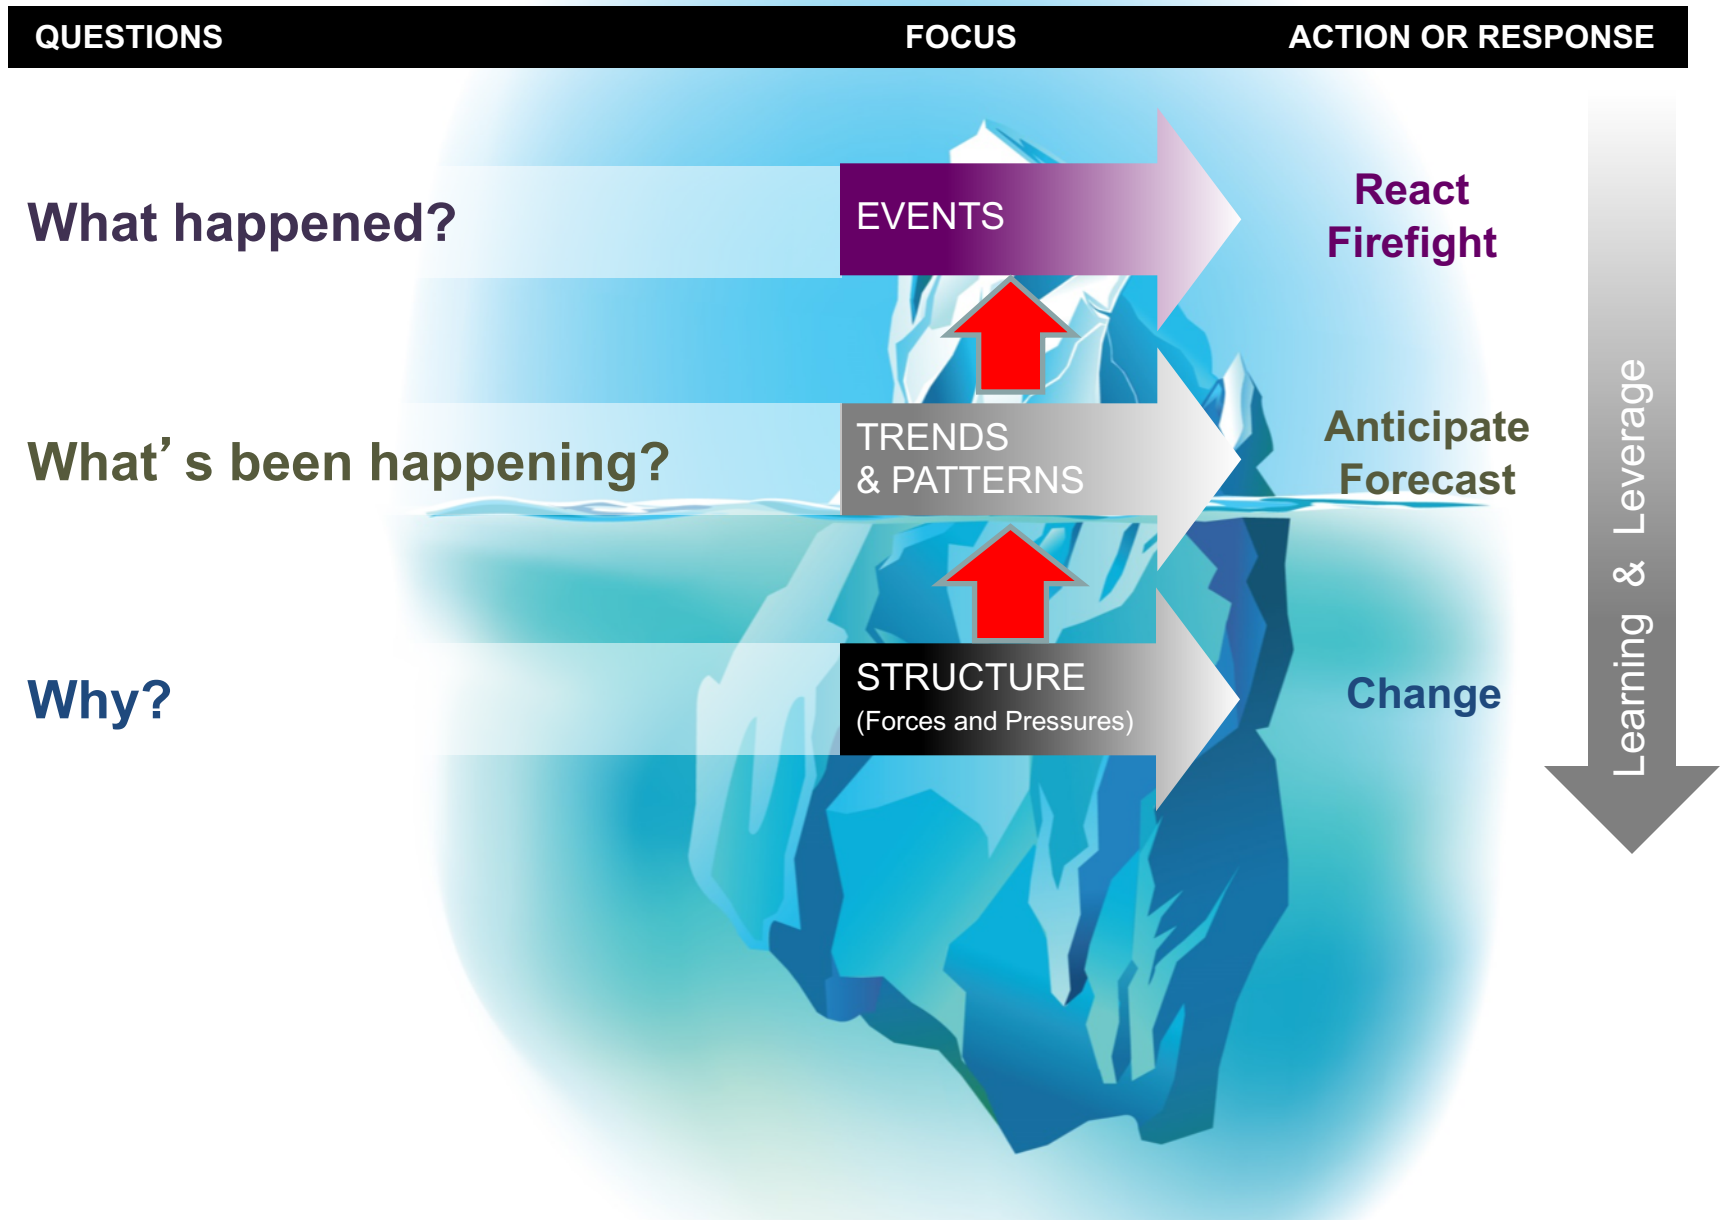 QUESTIONS FOCUS ACTION OR RESPONSE
What happened?
EVENTS
React
Firefight
What’s been happening?
TRENDS
& PATTERNS
Anticipate
Forecast
Why?
STRUCTURE
(Forces and Pressures)
Change
Learning & Leverage